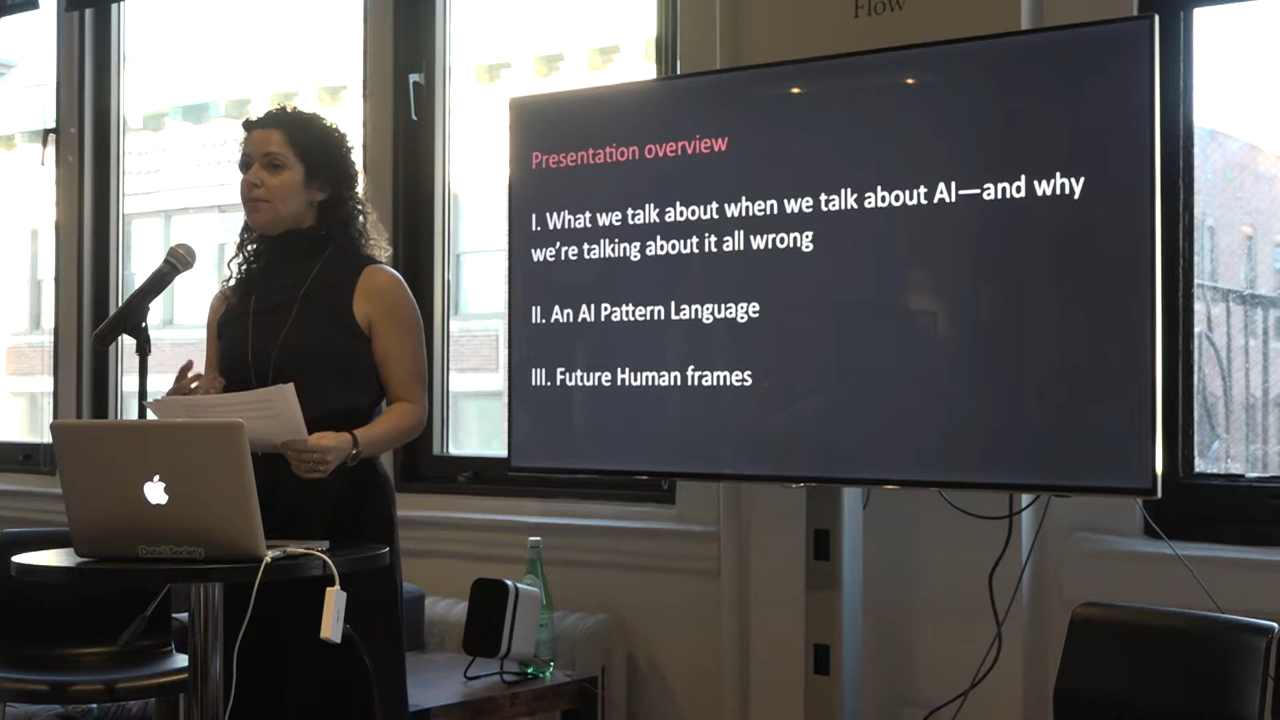 Flow
Presentation overview
I. What we talk about when we talk about AI—and why
we're talking about it all wrong
II. An AI Pattern Language
III. Future Human frames
Data & Society